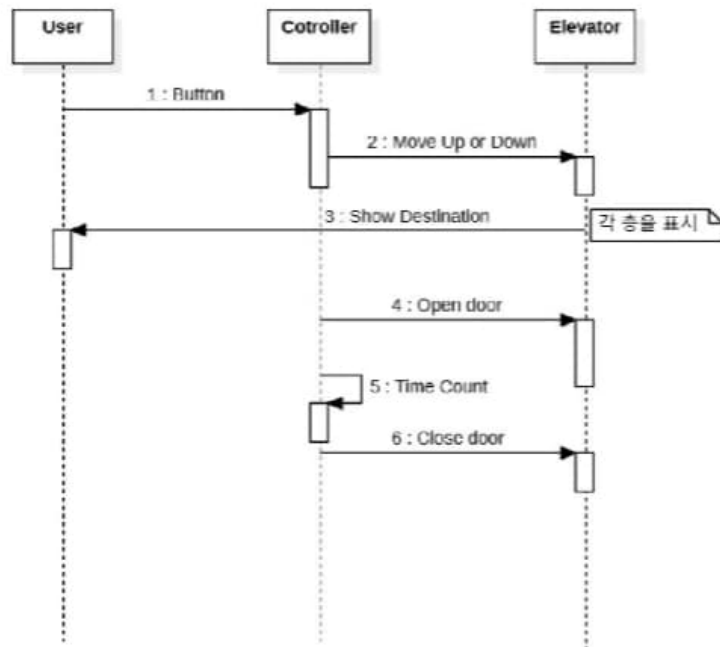 User
Cotroller
Elevator
1 : Button
2 : Move Up or Down
3 : Show Destination
각 층을 표시
4 : Open door
5 : Time Count
6 : Close door